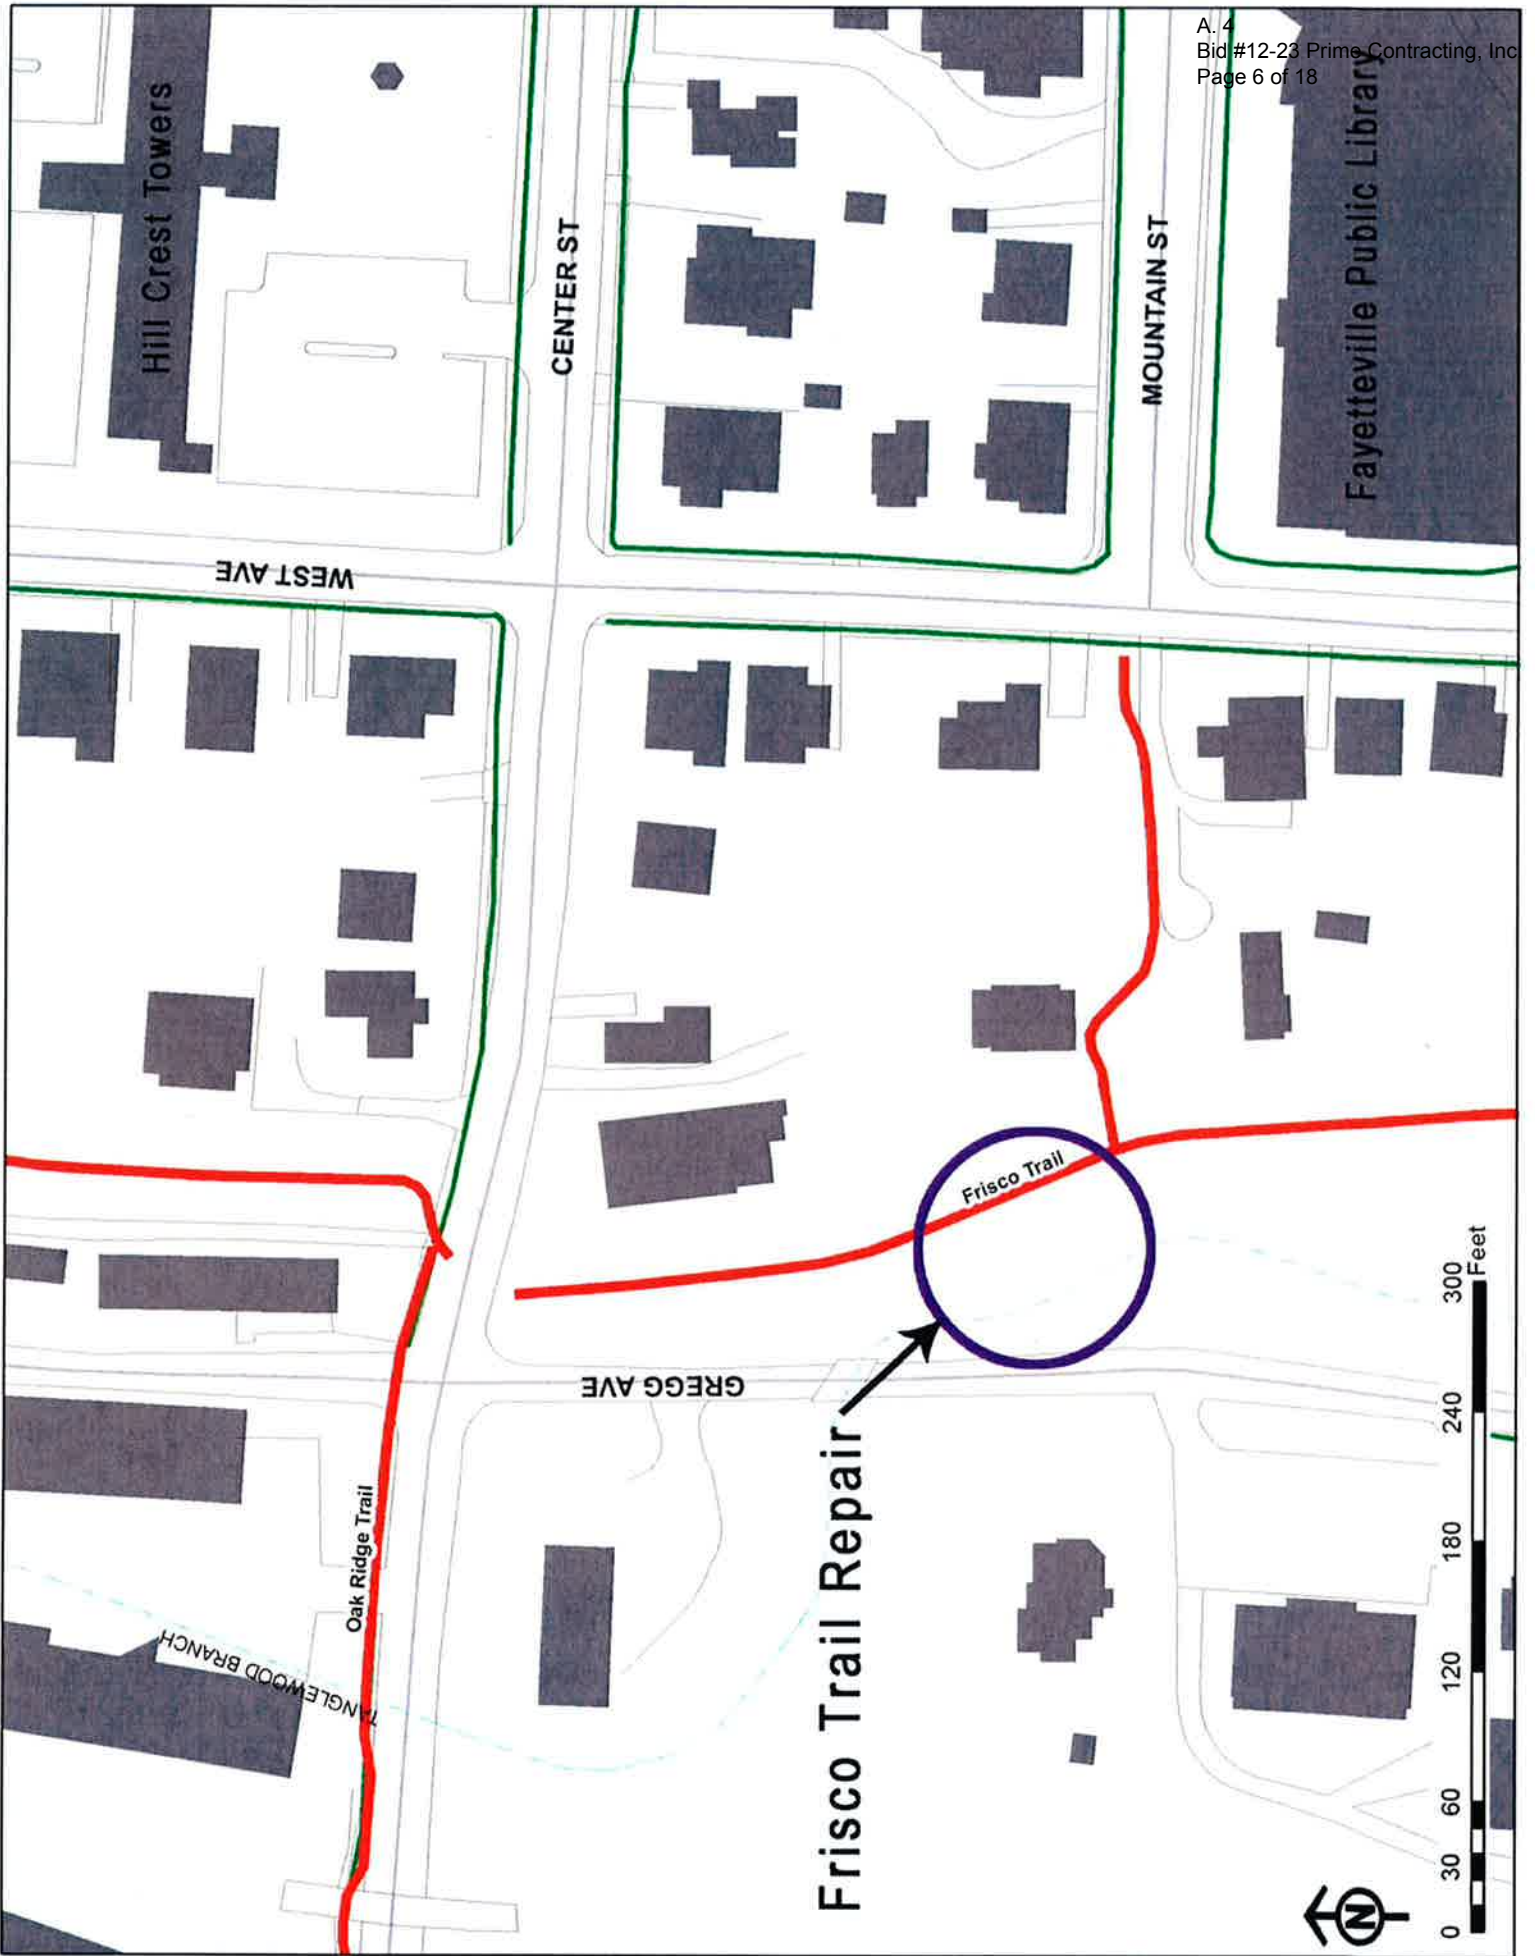 A. 4
Bid #12-23 Prime Contracting, Inc
Page 6 of 18
Hill Crest Towers
CENTER ST
MOUNTAIN ST
Fayetteville Public Library
WEST AVE
Frisco Trail
GREGG AVE
Oak Ridge Trail
TANGLEWOOD BRANCH
Frisco Trail Repair
N
0 30 60 120 180 240 300
Feet